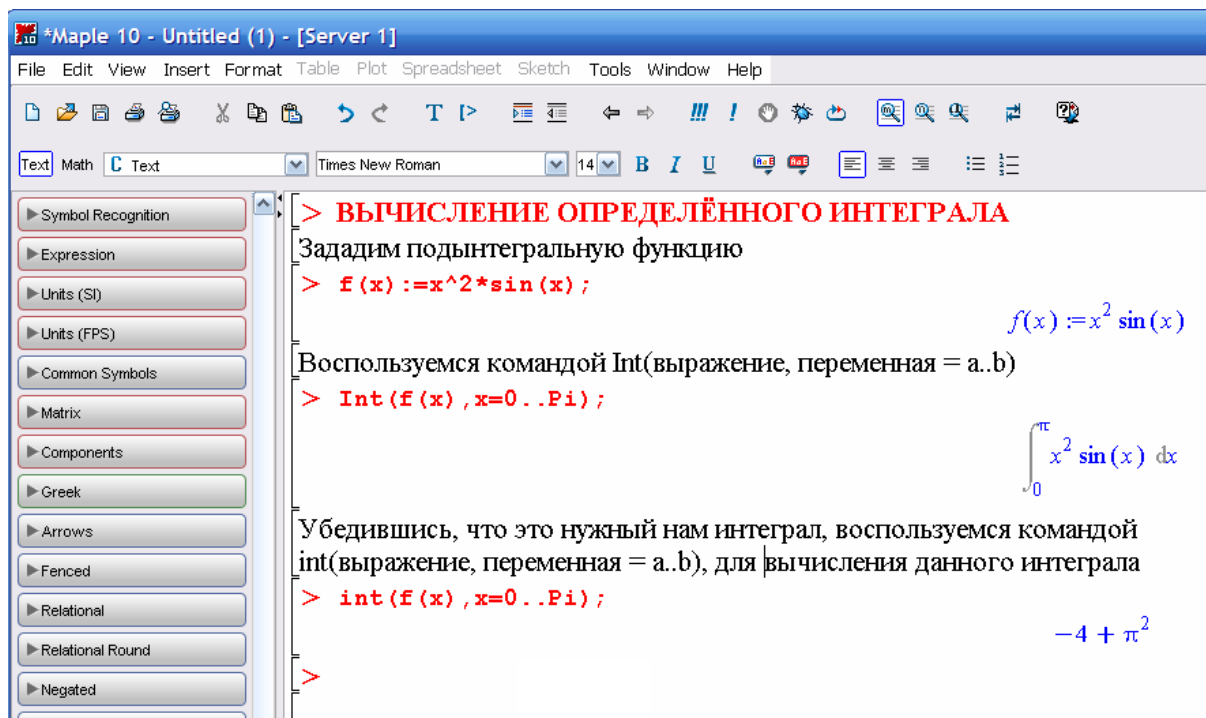 *Maple 10 - Untitled (1) - [Server 1]
File Edit View Insert Format Table Plot Spreadsheet Sketch Tools Window Help
Text Math C Text Times New Roman 14 B I U
Symbol Recognition
Expression
Units (SI)
Units (FPS)
Common Symbols
Matrix
Components
Greek
Arrows
Fenced
Relational
Relational Round
Negated
> ВЫЧИСЛЕНИЕ ОПРЕДЕЛЁННОГО ИНТЕГРАЛА
Зададим подынтегральную функцию
> f(x):=x^2*sin(x);
f(x) := x² sin(x)
Воспользуемся командой Int(выражение, переменная = a..b)
> Int(f(x),x=0..Pi);
∫₀^π x² sin(x) dx
Убедившись, что это нужный нам интеграл, воспользуемся командой
int(выражение, переменная = a..b), для вычисления данного интеграла
> int(f(x),x=0..Pi);
−4 + π²
>